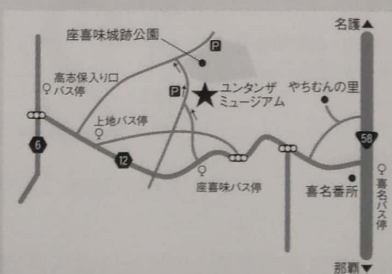 名護▲
座喜味城跡公園
P
高志保入り口
バス停
P
ユンタンザ
ミュージアム
やちむんの里
上地バス停
58
6
12
座喜味バス停
喜名番所
喜名バス停
那覇▼